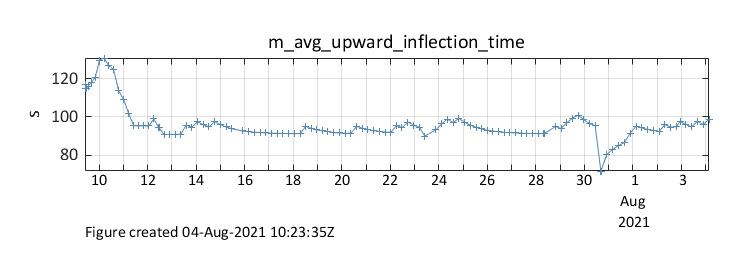 m_avg_upward_inflection_time
120
100
80
s
10 12 14 16 18 20 22 24 26 28 30 1 3
Aug
2021
Figure created 04-Aug-2021 10:23:35Z